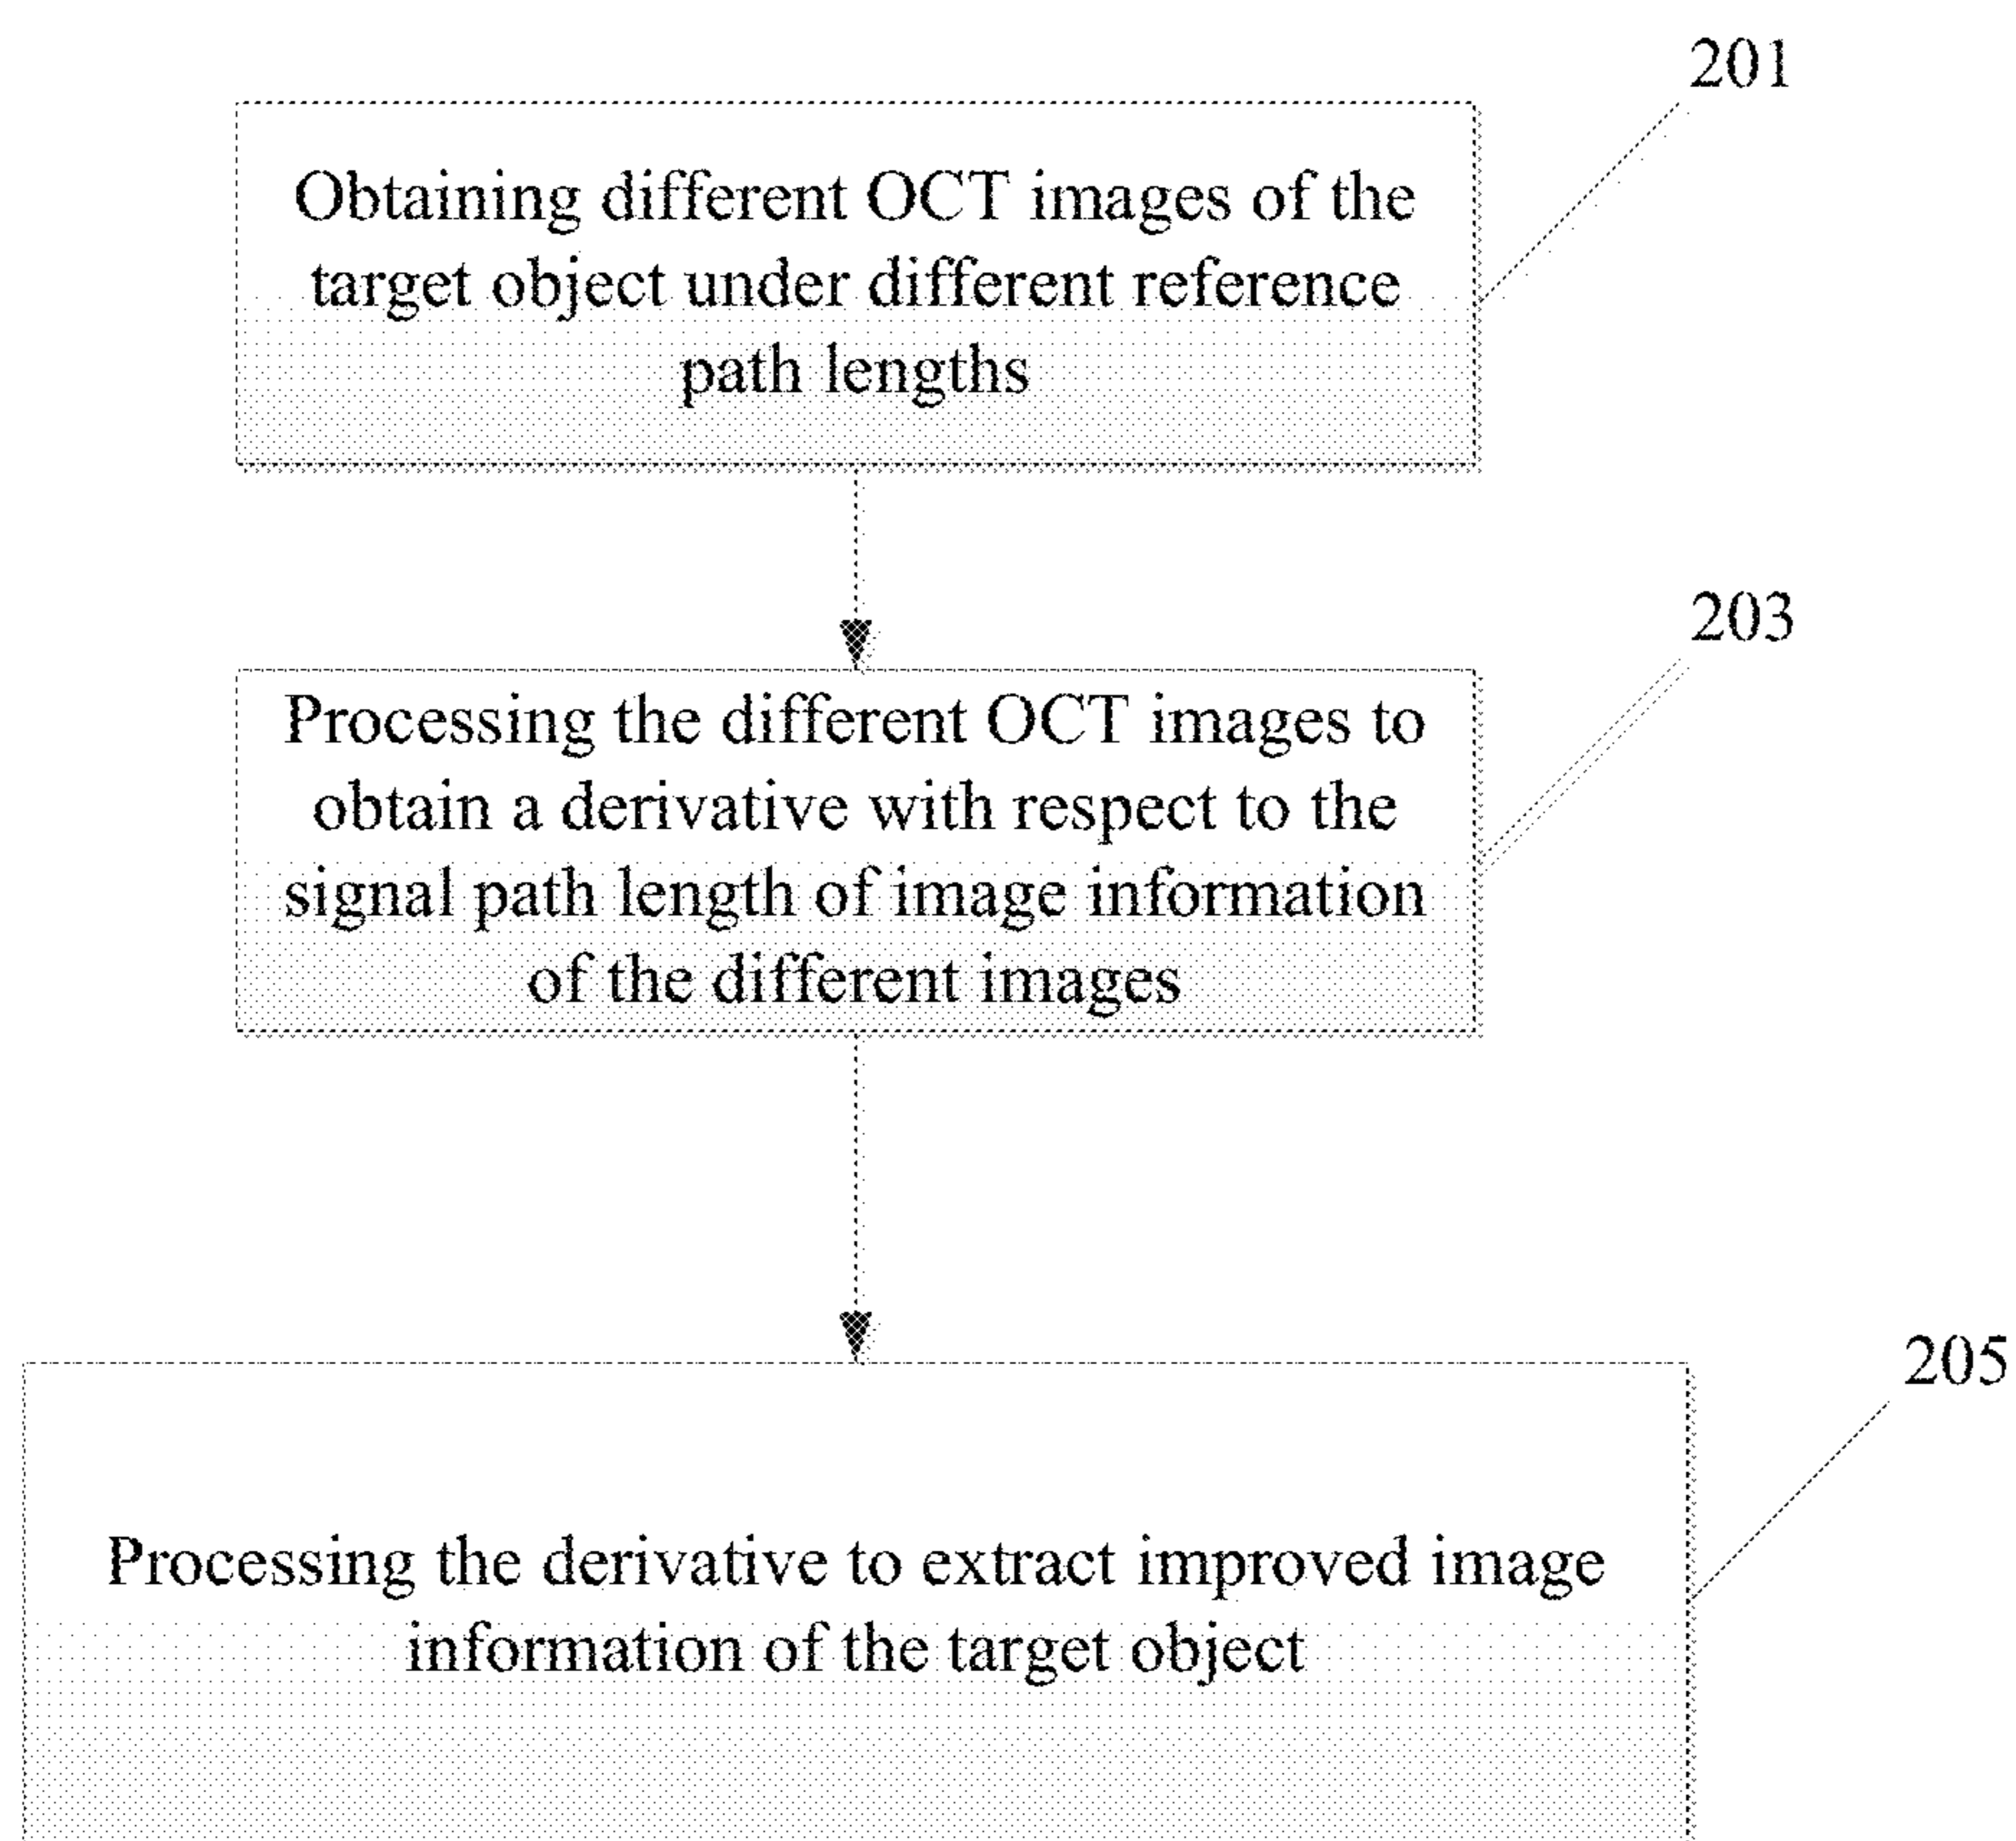 201
Obtaining different OCT images of the
target object under different reference
path lengths
203
Processing the different OCT images to
obtain a derivative with respect to the
signal path length of image information
of the different images
205
Processing the derivative to extract improved image
information of the target object